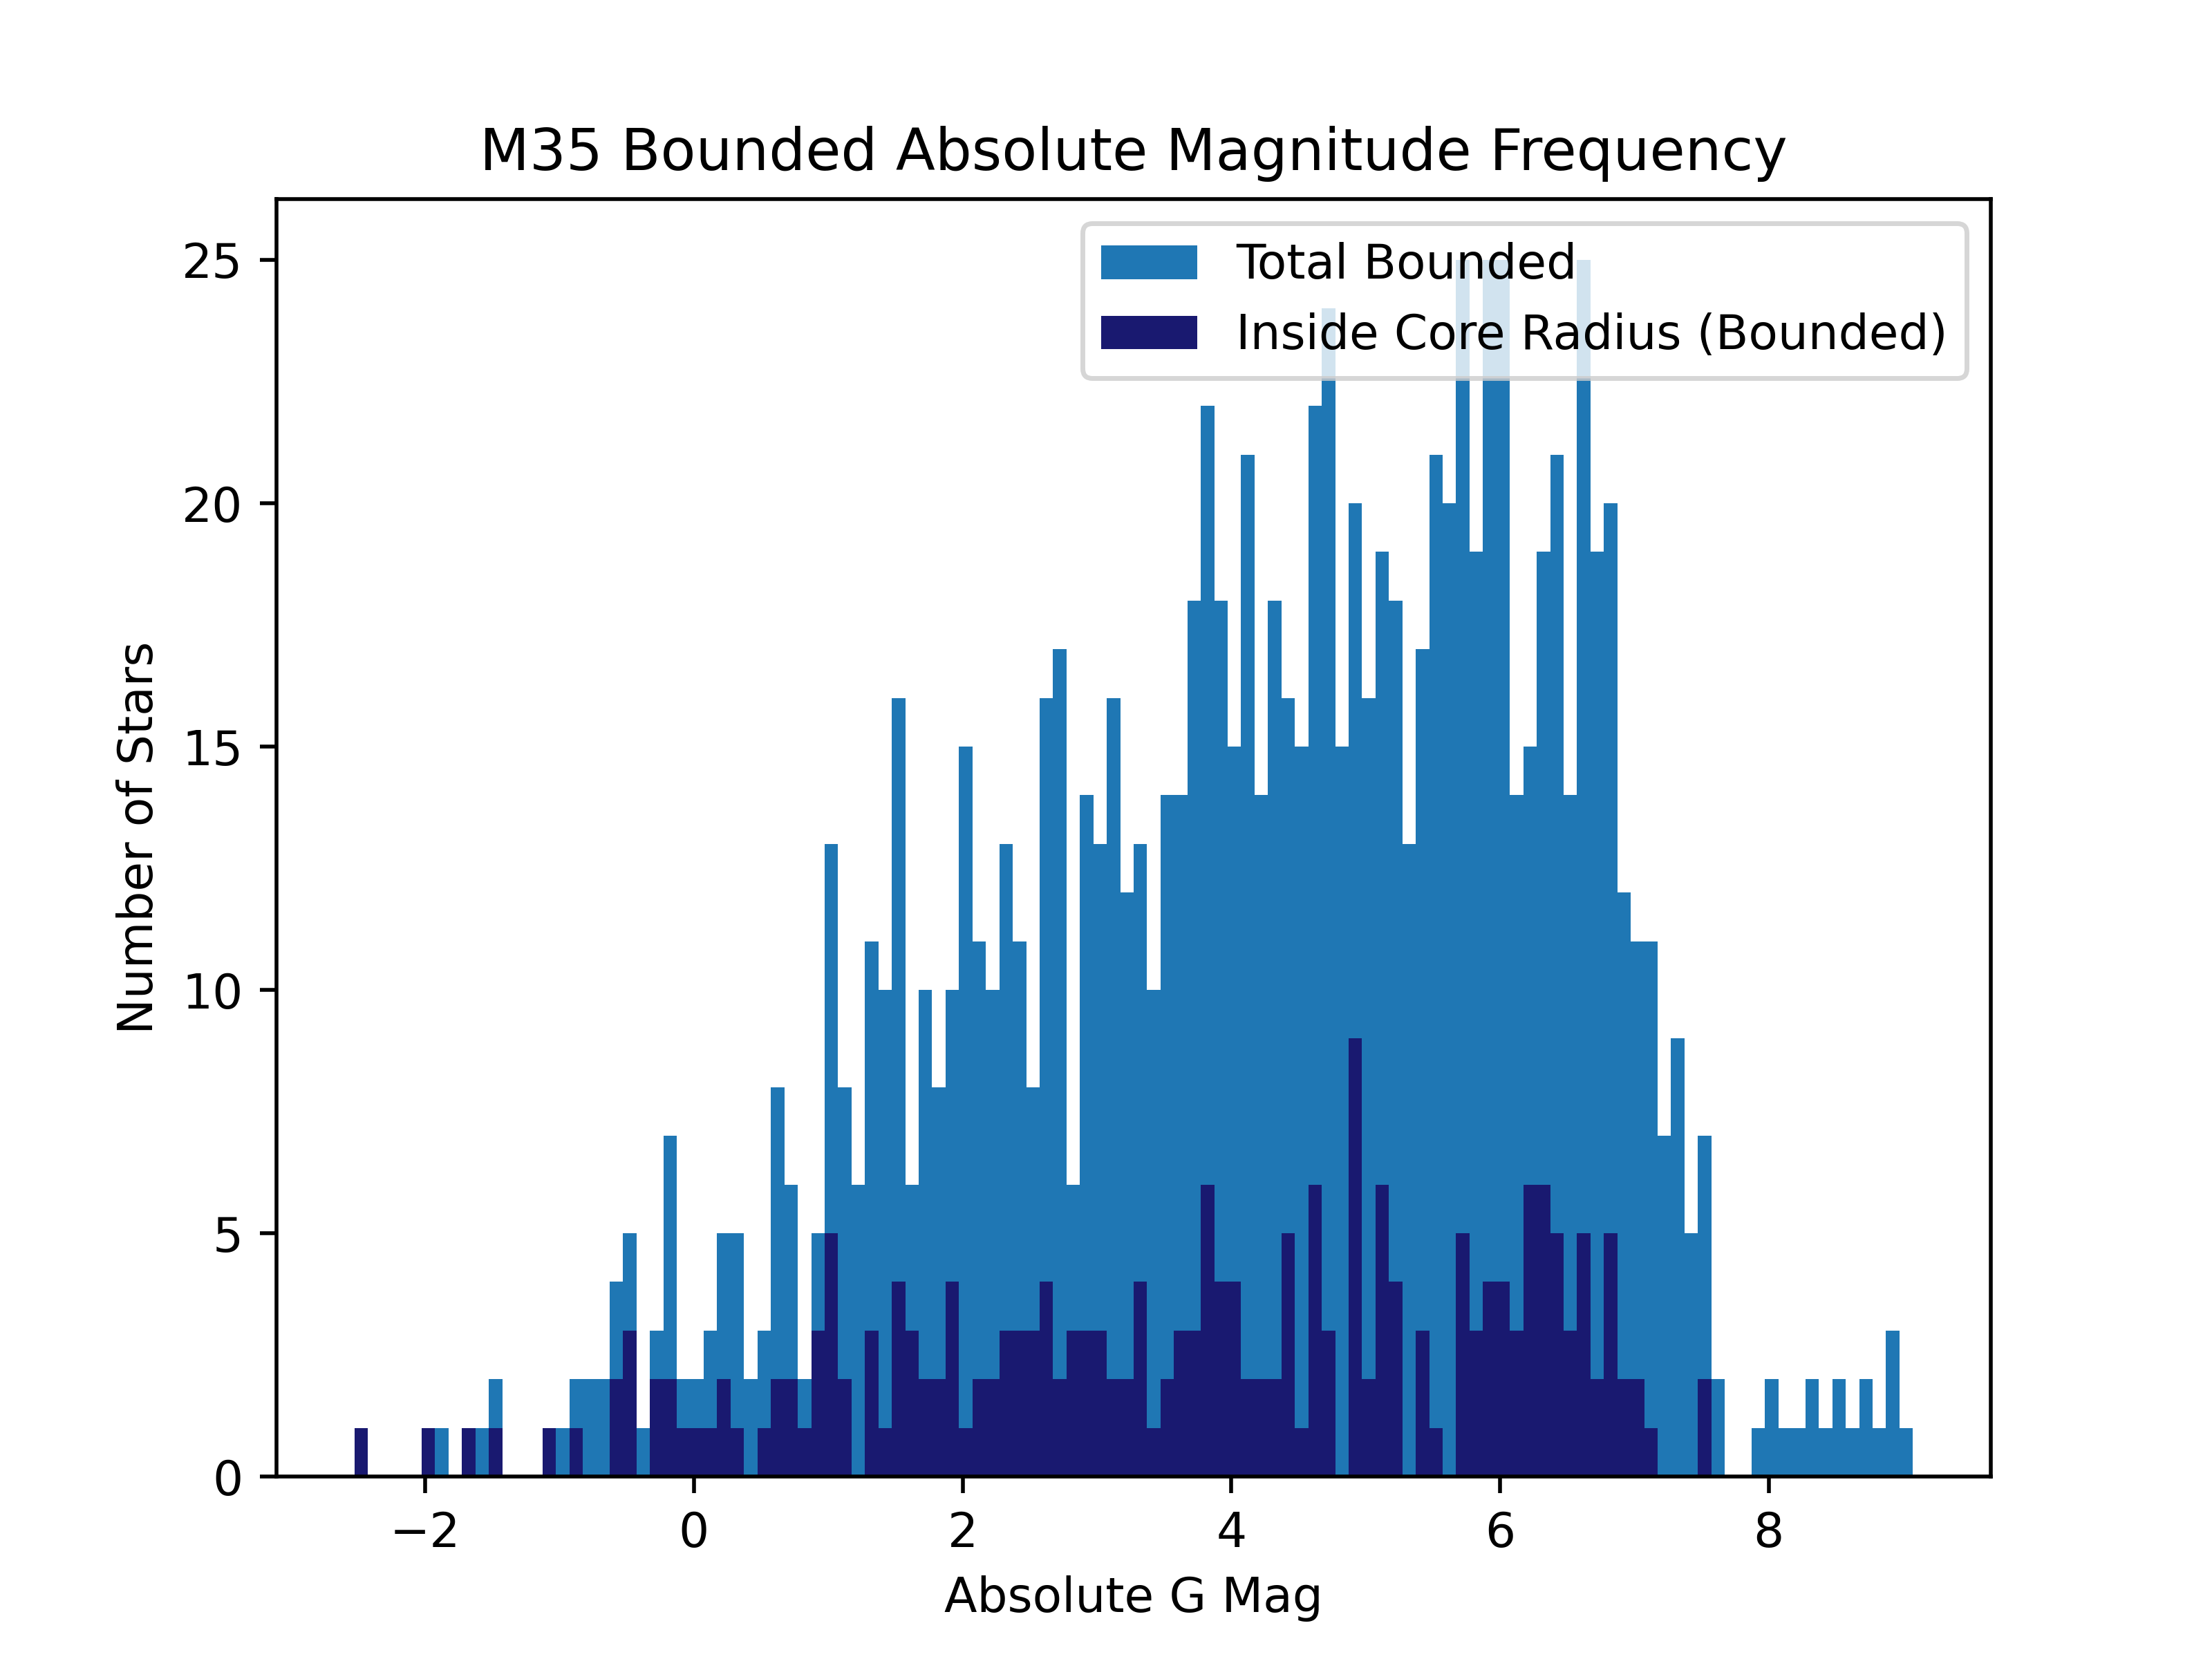 M35 Bounded Absolute Magnitude Frequency
Total Bounded
Inside Core Radius (Bounded)
25
20
15
10
5
0
Number of Stars
−2 0 2 4 6 8
Absolute G Mag